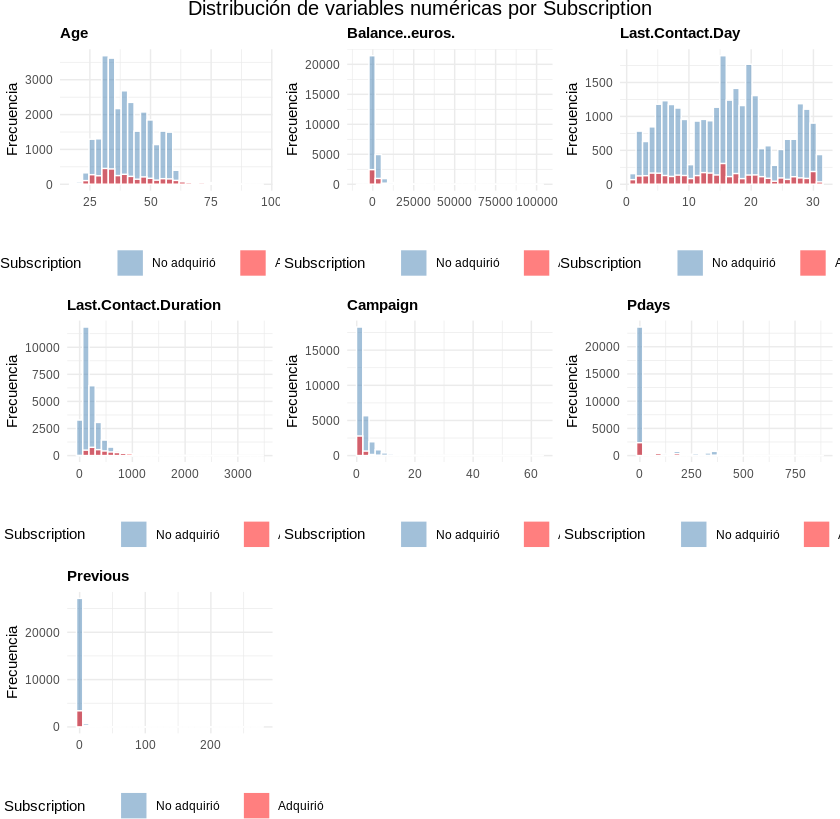 Distribución de variables numéricas por Subscription
Age
Frecuencia
3000
2000
1000
0
25 50 75 100
Subscription No adquirió
Balance..euros.
Frecuencia
20000
15000
10000
5000
0
0 25000 50000 75000 100000
Subscription No adquirió
Last.Contact.Day
Frecuencia
1500
1000
500
0
0 10 20 30
Subscription No adquirió
Last.Contact.Duration
Frecuencia
10000
7500
5000
2500
0
0 1000 2000 3000
Subscription No adquirió
Campaign
Frecuencia
15000
10000
5000
0
0 20 40 60
Subscription No adquirió
Pdays
Frecuencia
20000
15000
10000
5000
0
0 250 500 750
Subscription No adquirió
Previous
Frecuencia
20000
10000
0
0 100 200
Subscription No adquirió Adquirió